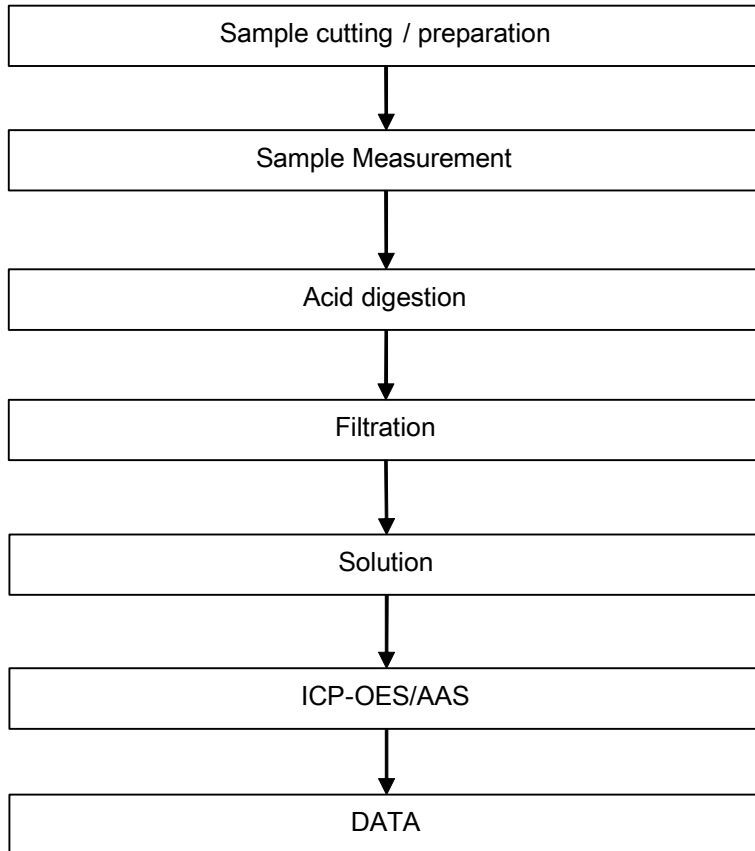 Sample cutting / preparation
Sample Measurement
Acid digestion
Filtration
Solution
ICP-OES/AAS
DATA